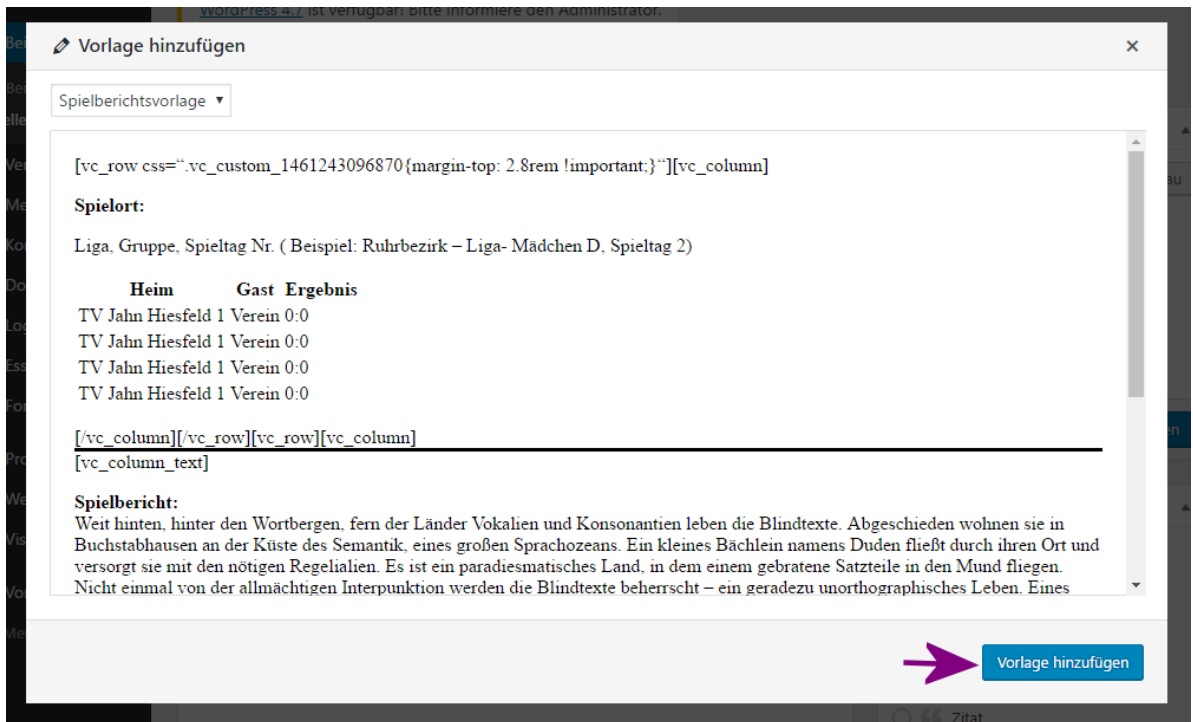 WordPress 4.7 ist verfügbar! Bitte informiere den Administrator.
Vorlage hinzufügen
Spielberichtsvorlage
[vc_row css=“.vc_custom_1461243096870{margin-top: 2.8rem !important;}“][vc_column]
Spielort:
Liga, Gruppe, Spieltag Nr. ( Beispiel: Ruhrbezirk – Liga- Mädchen D, Spieltag 2)
Heim Gast Ergebnis
TV Jahn Hiesfeld 1 Verein 0:0
TV Jahn Hiesfeld 1 Verein 0:0
TV Jahn Hiesfeld 1 Verein 0:0
TV Jahn Hiesfeld 1 Verein 0:0
[/vc_column][/vc_row][vc_row][vc_column]
[vc_column_text]
Spielbericht:
Weit hinten, hinter den Wortbergen, fern der Länder Vokalien und Konsonantien leben die Blindtexte. Abgeschieden wohnen sie in
Buchstabhausen an der Küste des Semantik, eines großen Sprachozeans. Ein kleines Bächlein namens Duden fließt durch ihren Ort und
versorgt sie mit den nötigen Regelialien. Es ist ein paradiesmatisches Land, in dem einem gebratene Satzteile in den Mund fliegen.
Nicht einmal von der allmächtigen Interpunktion werden die Blindtexte beherrscht – ein geradezu unorthographisches Leben. Eines
Vorlage hinzufügen
Zitat